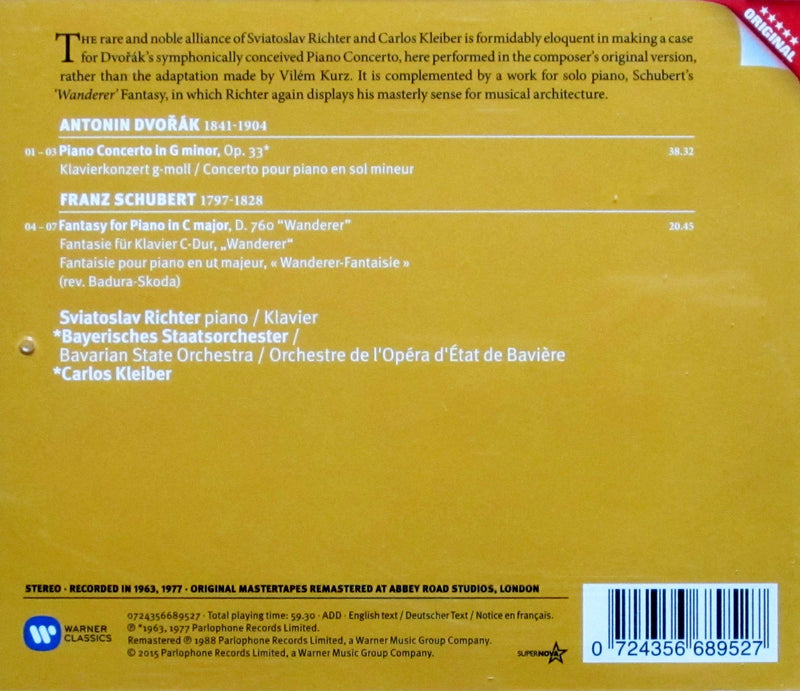 ★★★★★
ORIGINAL
THE rare and noble alliance of Sviatoslav Richter and Carlos Kleiber is formidably eloquent in making a case
for Dvořák's symphonically conceived Piano Concerto, here performed in the composer's original version,
rather than the adaptation made by Vilém Kurz. It is complemented by a work for solo piano, Schubert's
'Wanderer' Fantasy, in which Richter again displays his masterly sense for musical architecture.
ANTONIN DVOŘÁK 1841-1904
01 – 03 Piano Concerto in G minor, Op. 33* 38.32
Klavierkonzert g-moll / Concerto pour piano en sol mineur
FRANZ SCHUBERT 1797-1828
04 – 07 Fantasy for Piano in C major, D. 760 "Wanderer" 20.45
Fantasie für Klavier C-Dur, „Wanderer“
Fantaisie pour piano en ut majeur, « Wanderer-Fantaisie »
(rev. Badura-Skoda)
Sviatoslav Richter piano / Klavier
*Bayerisches Staatsorchester /
Bavarian State Orchestra / Orchestre de l'Opéra d'État de Bavière
*Carlos Kleiber
STEREO · RECORDED IN 1963, 1977 · ORIGINAL MASTERTAPES REMASTERED AT ABBEY ROAD STUDIOS, LONDON
WARNER
CLASSICS
0724356689527 · Total playing time: 59.30 · ADD · English text / Deutscher Text / Notice en français.
℗ *1963, 1977 Parlophone Records Limited.
Remastered ℗ 1988 Parlophone Records Limited, a Warner Music Group Company.
© 2015 Parlophone Records Limited, a Warner Music Group Company.
SUPERNOVA
0 724356 689527